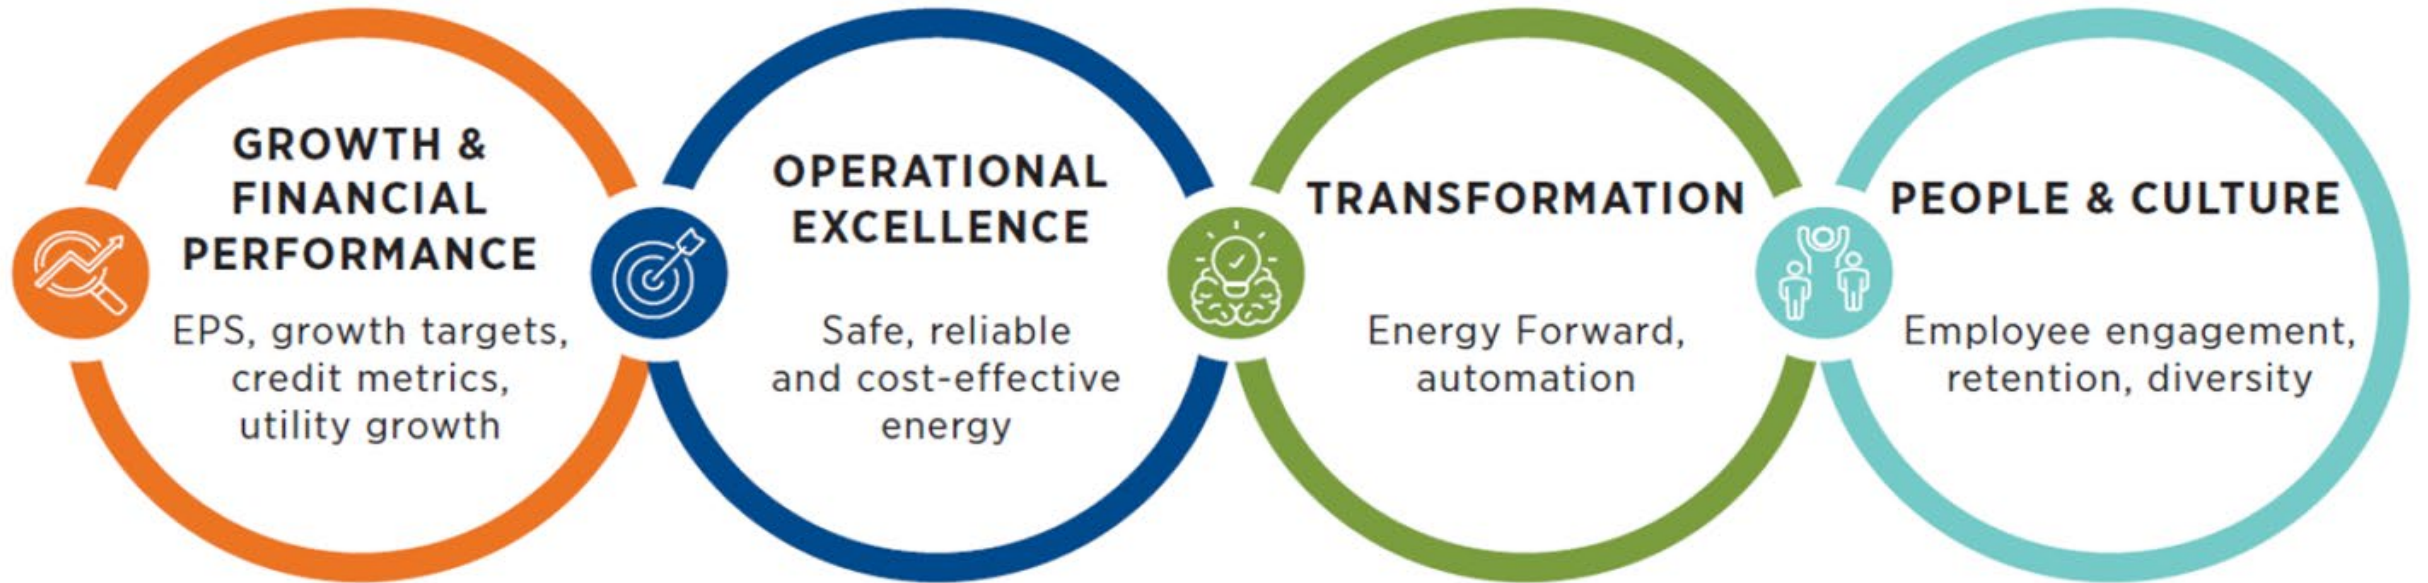 GROWTH &
FINANCIAL
PERFORMANCE
EPS, growth targets,
credit metrics,
utility growth
OPERATIONAL
EXCELLENCE
Safe, reliable
and cost-effective
energy
TRANSFORMATION
Energy Forward,
automation
PEOPLE & CULTURE
Employee engagement,
retention, diversity